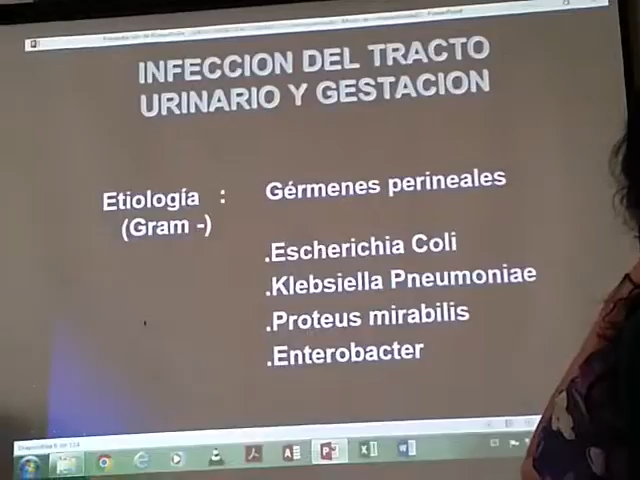 INFECCION DEL TRACTO
URINARIO Y GESTACION
Etiología : Gérmenes perineales
(Gram -)
.Escherichia Coli
.Klebsiella Pneumoniae
.Proteus mirabilis
.Enterobacter